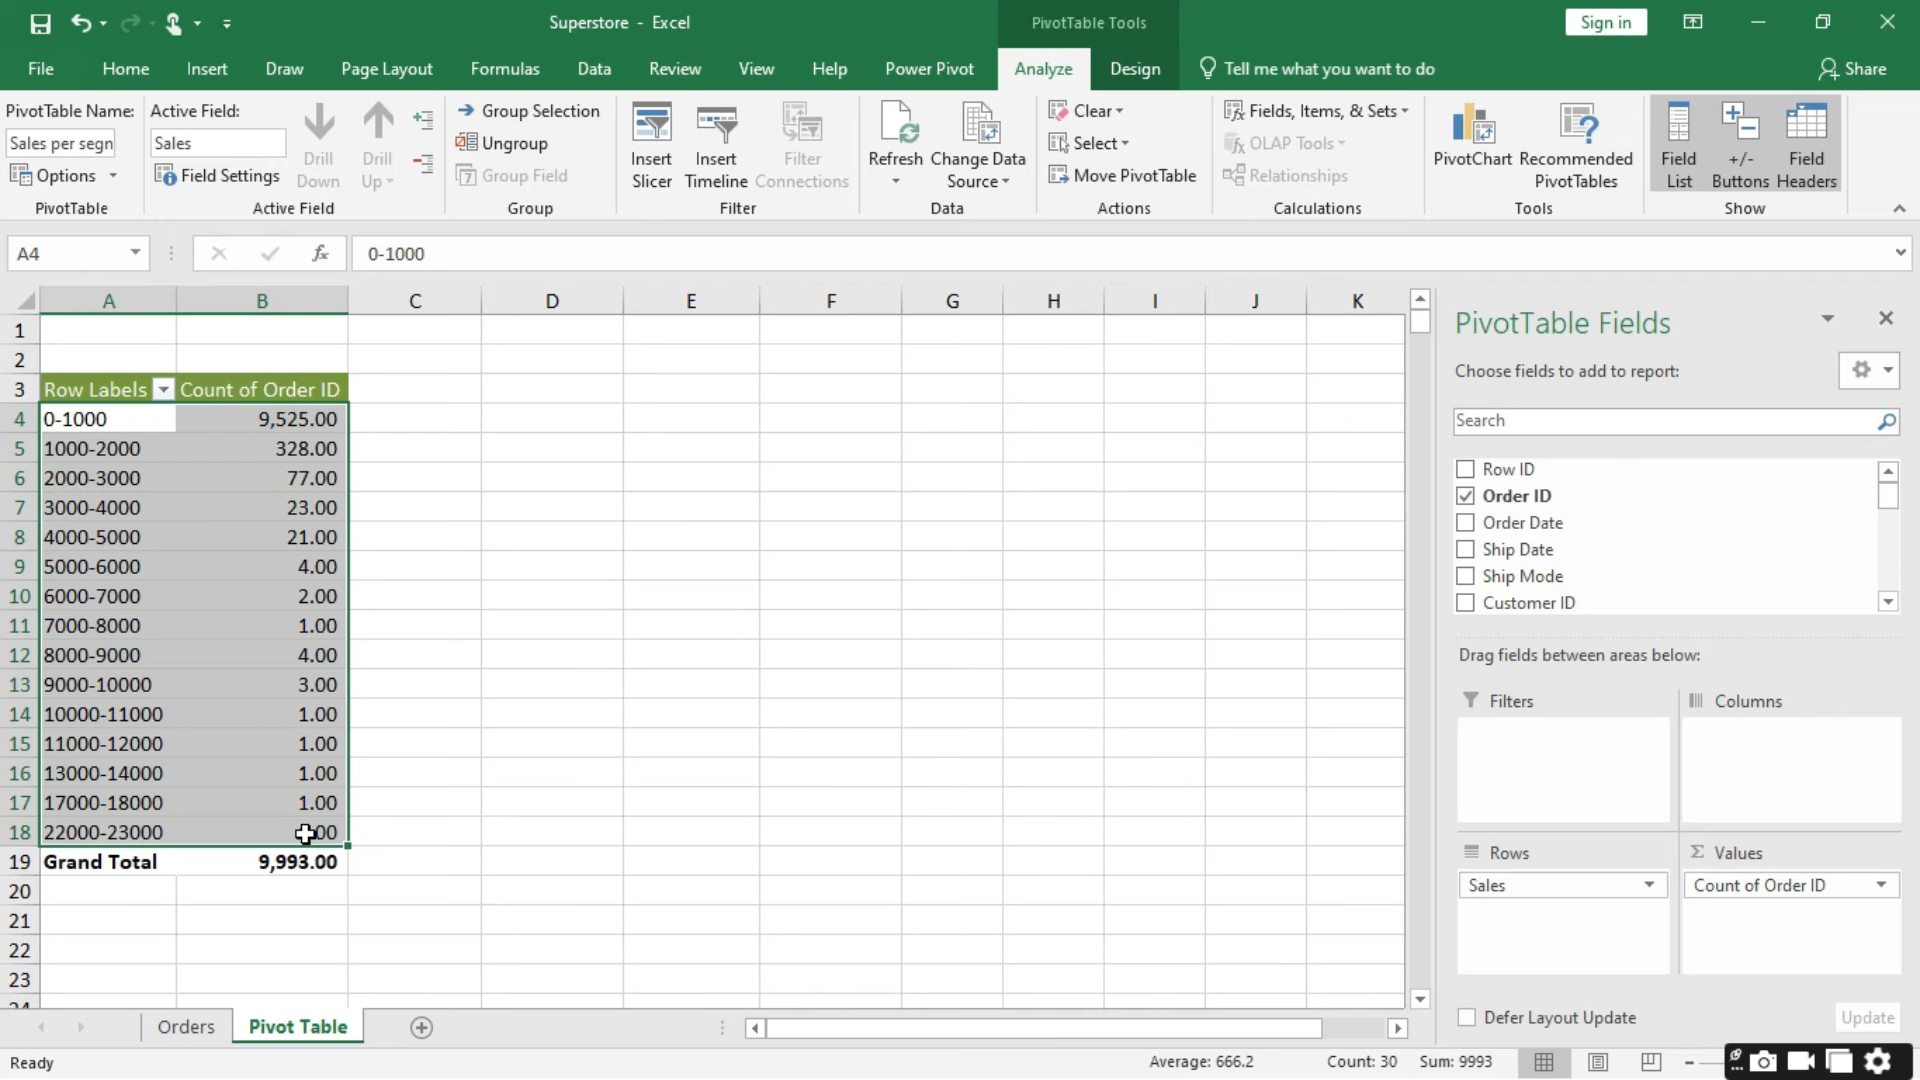 Superstore - Excel
PivotTable Tools
Sign in
File Home Insert Draw Page Layout Formulas Data Review View Help Power Pivot Analyze Design Tell me what you want to do Share
PivotTable Name:
Sales per segn
Options
PivotTable
Active Field:
Sales
Field Settings
Drill Down
Drill Up
Active Field
Group Selection
Ungroup
Group Field
Group
Insert Slicer
Insert Timeline
Filter Connections
Filter
Refresh
Change Data Source
Data
Clear
Select
Move PivotTable
Actions
Fields, Items, & Sets
OLAP Tools
Relationships
Calculations
PivotChart
Recommended PivotTables
Tools
Field List
+/- Buttons
Field Headers
Show
A4 fx 0-1000
A B C D E F G H I J K
1
2
3 Row Labels Count of Order ID
4 0-1000 9,525.00
5 1000-2000 328.00
6 2000-3000 77.00
7 3000-4000 23.00
8 4000-5000 21.00
9 5000-6000 4.00
10 6000-7000 2.00
11 7000-8000 1.00
12 8000-9000 4.00
13 9000-10000 3.00
14 10000-11000 1.00
15 11000-12000 1.00
16 13000-14000 1.00
17 17000-18000 1.00
18 22000-23000
19 Grand Total 9,993.00
20
21
22
23
PivotTable Fields
Choose fields to add to report:
Search
Row ID
Order ID
Order Date
Ship Date
Ship Mode
Customer ID
Drag fields between areas below:
Filters
Columns
Rows
Sales
Values
Count of Order ID
Defer Layout Update
Update
Orders Pivot Table
Ready
Average: 666.2 Count: 30 Sum: 9993